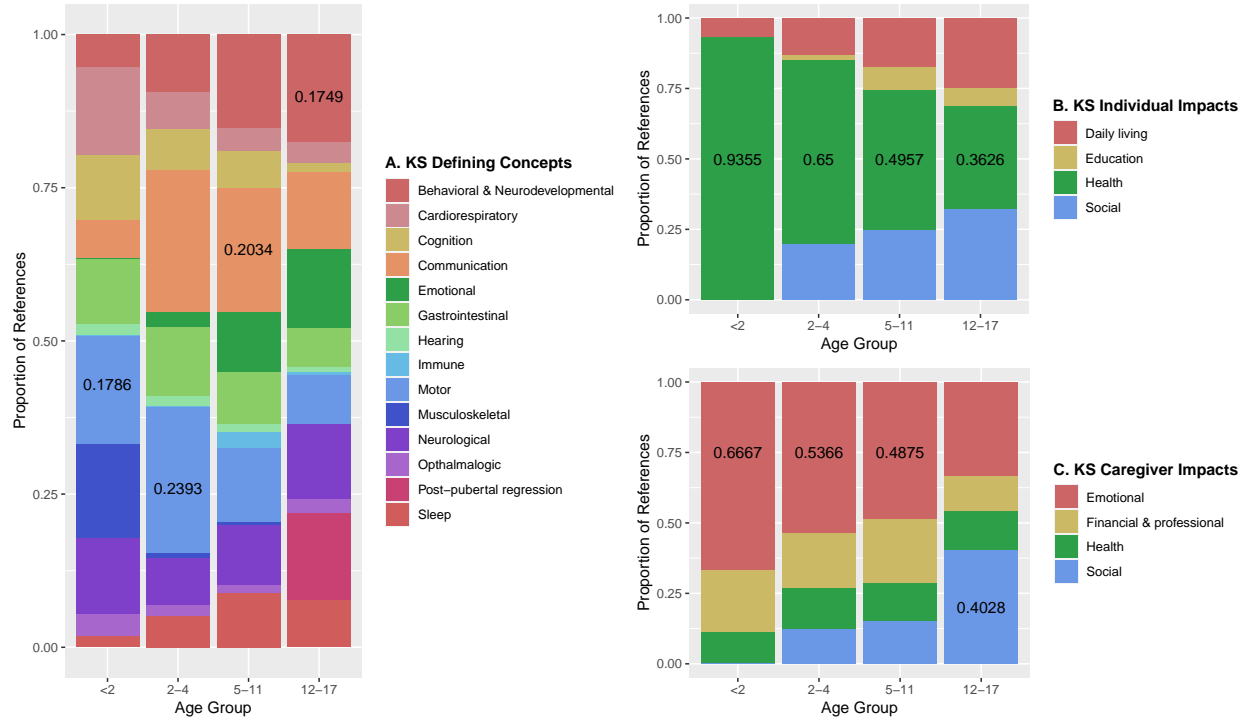 Proportion of References
1.00
0.75
0.50
0.25
0.00
0.1749
0.2034
0.1786
0.2393
<2
2−4
5−11
12−17
Age Group
A. KS Defining Concepts
Behavioral & Neurodevelopmental
Cardiorespiratory
Cognition
Communication
Emotional
Gastrointestinal
Hearing
Immune
Motor
Musculoskeletal
Neurological
Opthalmologic
Post−pubertal regression
Sleep
Proportion of References
1.00
0.75
0.50
0.25
0.00
0.9355
0.65
0.4957
0.3626
<2
2−4
5−11
12−17
Age Group
B. KS Individual Impacts
Daily living
Education
Health
Social
Proportion of References
1.00
0.75
0.50
0.25
0.00
0.6667
0.5366
0.4875
0.4028
<2
2−4
5−11
12−17
Age Group
C. KS Caregiver Impacts
Emotional
Financial & professional
Health
Social